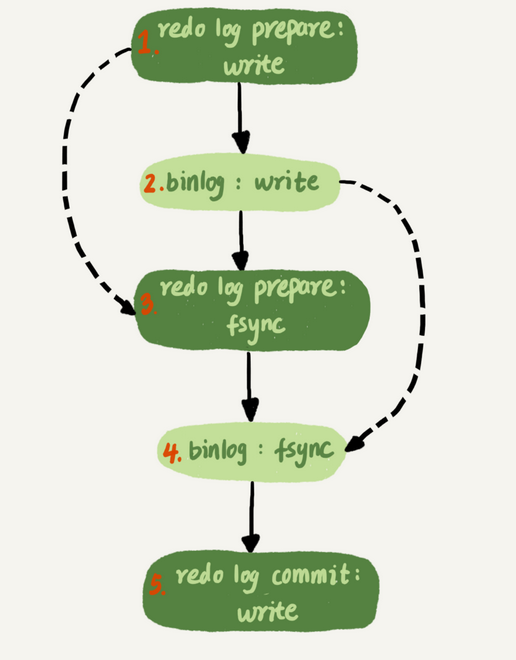 1. redo log prepare:
write
2. binlog : write
3. redo log prepare:
fsync
4. binlog : fsync
5. redo log commit:
write